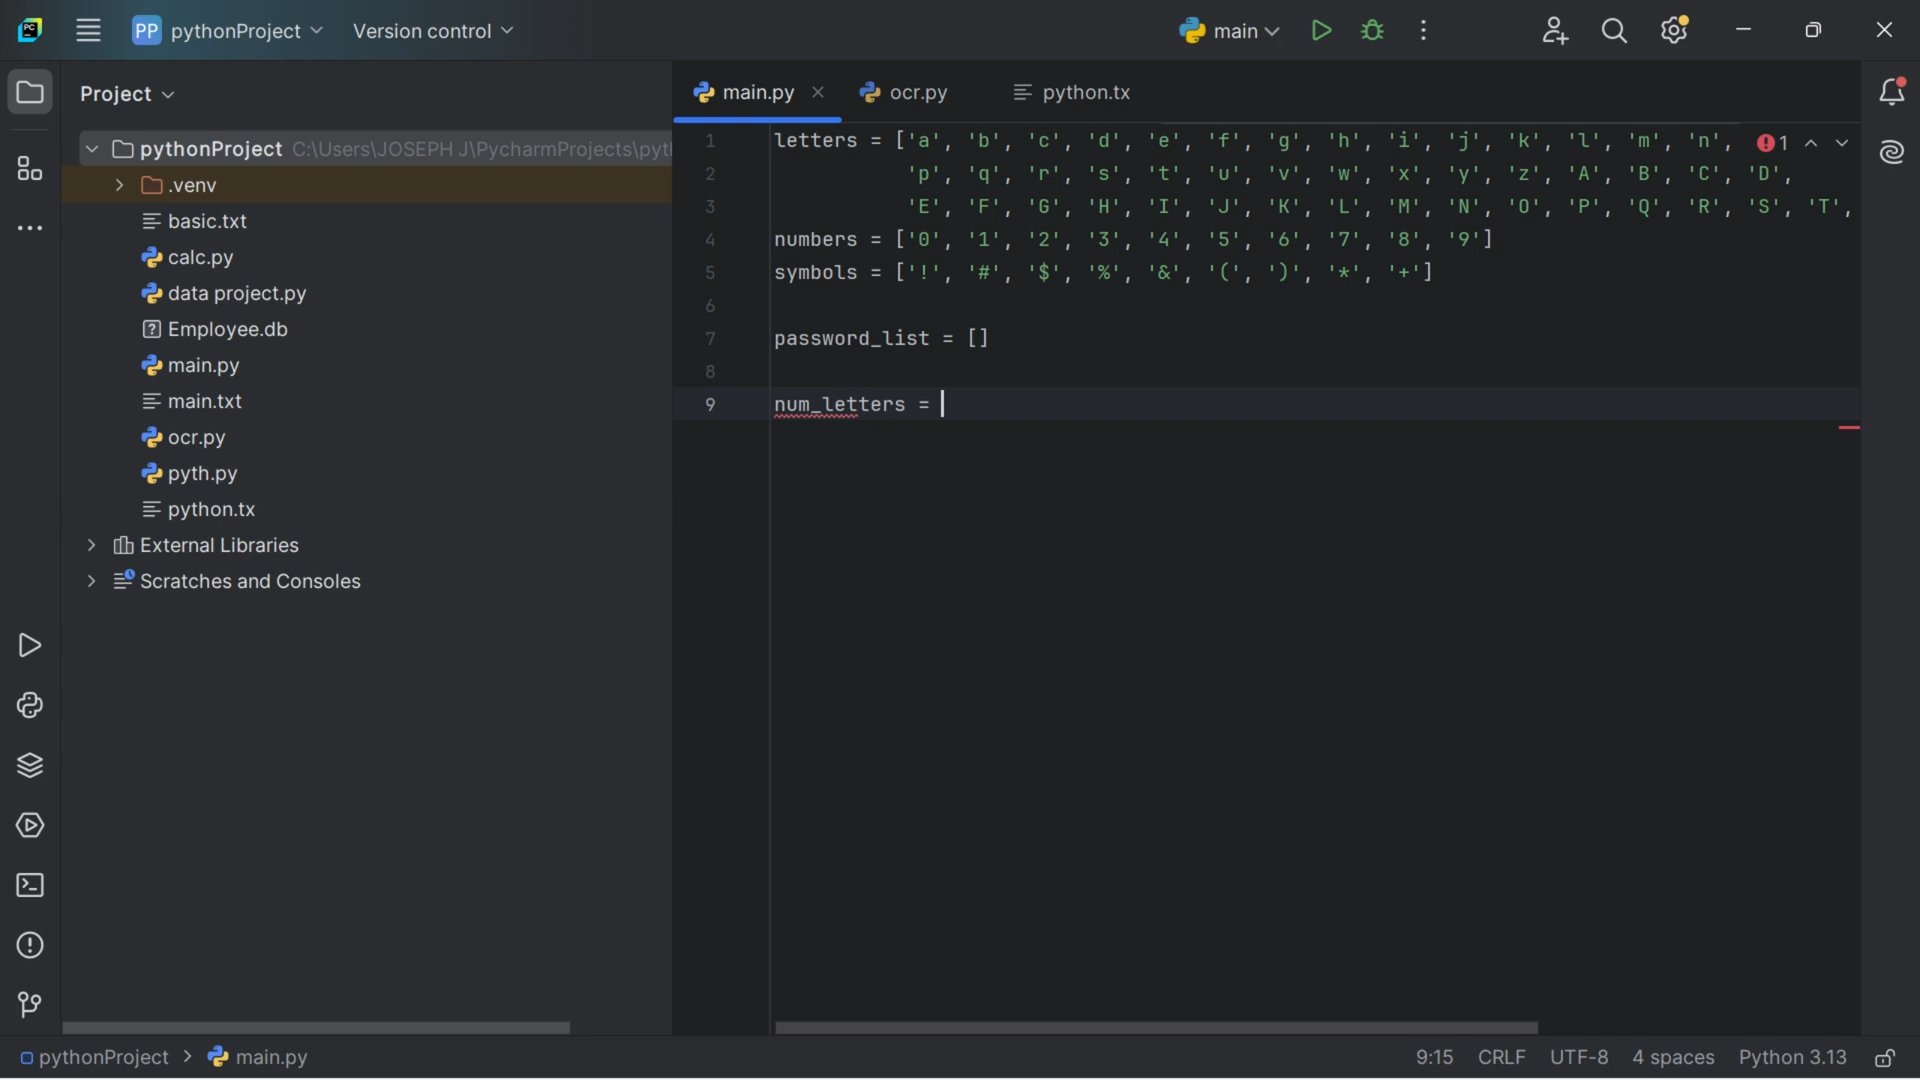 PC
PP pythonProject
Version control
main
Project
main.py
ocr.py
python.tx
pythonProject C:\Users\JOSEPH J\PycharmProjects\pyt
.venv
basic.txt
calc.py
data project.py
Employee.db
main.py
main.txt
ocr.py
pyth.py
python.tx
External Libraries
Scratches and Consoles
1 letters = ['a', 'b', 'c', 'd', 'e', 'f', 'g', 'h', 'i', 'j', 'k', 'l', 'm', 'n', 1
2 'p', 'q', 'r', 's', 't', 'u', 'v', 'w', 'x', 'y', 'z', 'A', 'B', 'C', 'D',
3 'E', 'F', 'G', 'H', 'I', 'J', 'K', 'L', 'M', 'N', 'O', 'P', 'Q', 'R', 'S', 'T',
4 numbers = ['0', '1', '2', '3', '4', '5', '6', '7', '8', '9']
5 symbols = ['!', '#', '$', '%', '&', '(', ')', '*', '+']
6
7 password_list = []
8
9 num_letters =
pythonProject > main.py
9:15 CRLF UTF-8 4 spaces Python 3.13